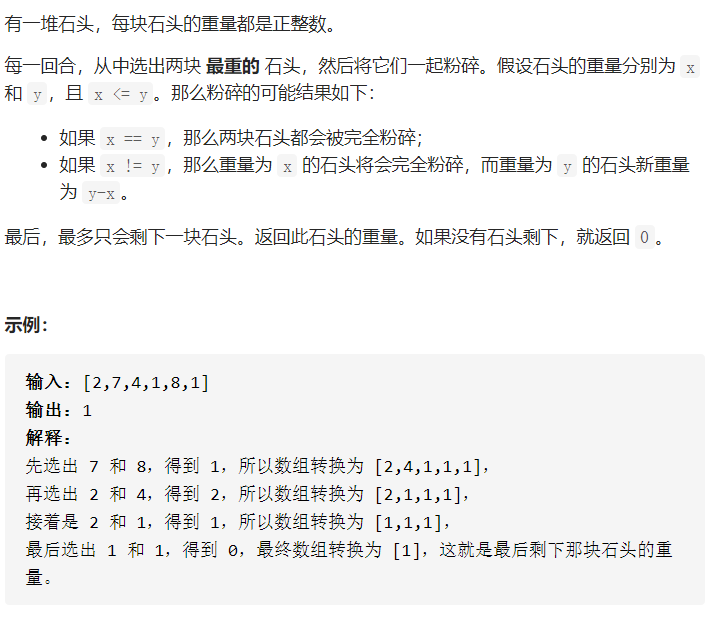 有一堆石头，每块石头的重量都是正整数。
每一回合，从中选出两块 最重的 石头，然后将它们一起粉碎。假设石头的重量分别为 x
和 y，且 x <= y。那么粉碎的可能结果如下：
• 如果 x == y，那么两块石头都会被完全粉碎；
• 如果 x != y，那么重量为 x 的石头将会完全粉碎，而重量为 y 的石头新重量
为 y-x。
最后，最多只会剩下一块石头。返回此石头的重量。如果没有石头剩下，就返回 0。
示例：
输入：[2,7,4,1,8,1]
输出：1
解释：
先选出 7 和 8，得到 1，所以数组转换为 [2,4,1,1,1]，
再选出 2 和 4，得到 2，所以数组转换为 [2,1,1,1]，
接着是 2 和 1，得到 1，所以数组转换为 [1,1,1]，
最后选出 1 和 1，得到 0，最终数组转换为 [1]，这就是最后剩下那块石头的重
量。